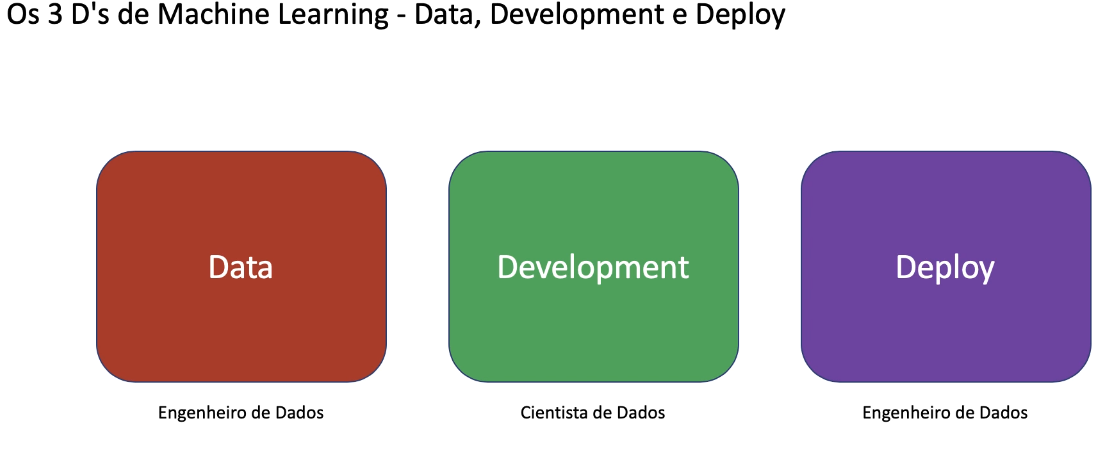 Os 3 D's de Machine Learning - Data, Development e Deploy
Data
Development
Deploy
Engenheiro de Dados
Cientista de Dados
Engenheiro de Dados